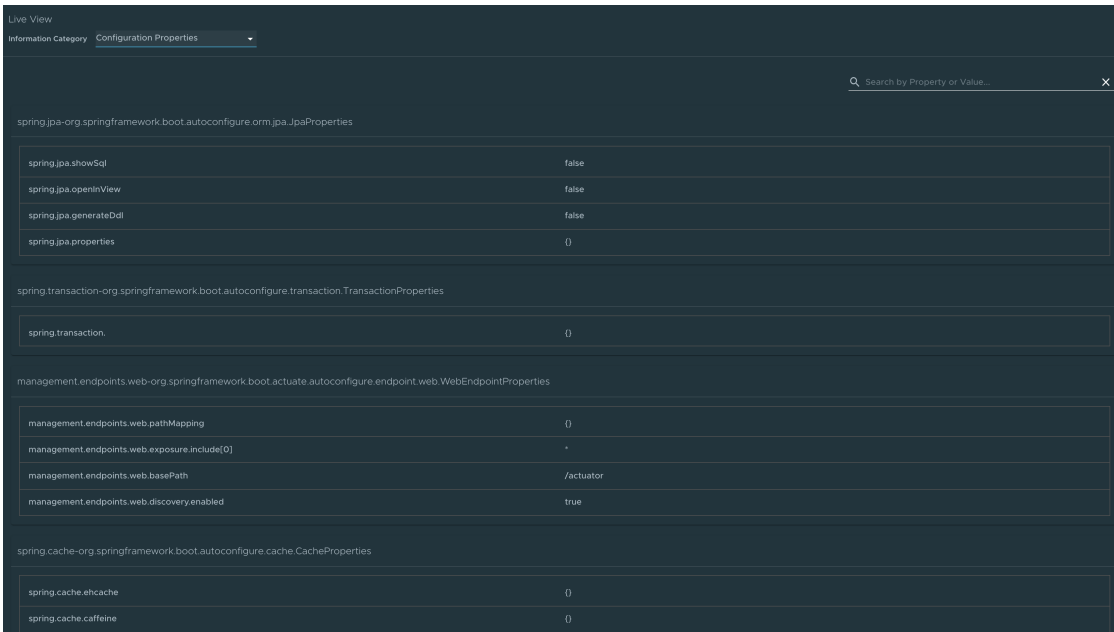 Live View
Information Category Configuration Properties
Search by Property or Value...
spring.jpa-org.springframework.boot.autoconfigure.orm.jpa.JpaProperties
spring.jpa.showSql false
spring.jpa.openInView false
spring.jpa.generateDdl false
spring.jpa.properties {}
spring.transaction-org.springframework.boot.autoconfigure.transaction.TransactionProperties
spring.transaction. {}
management.endpoints.web-org.springframework.boot.actuate.autoconfigure.endpoint.web.WebEndpointProperties
management.endpoints.web.pathMapping {}
management.endpoints.web.exposure.include[0] *
management.endpoints.web.basePath /actuator
management.endpoints.web.discovery.enabled true
spring.cache-org.springframework.boot.autoconfigure.cache.CacheProperties
spring.cache.ehcache {}
spring.cache.caffeine {}